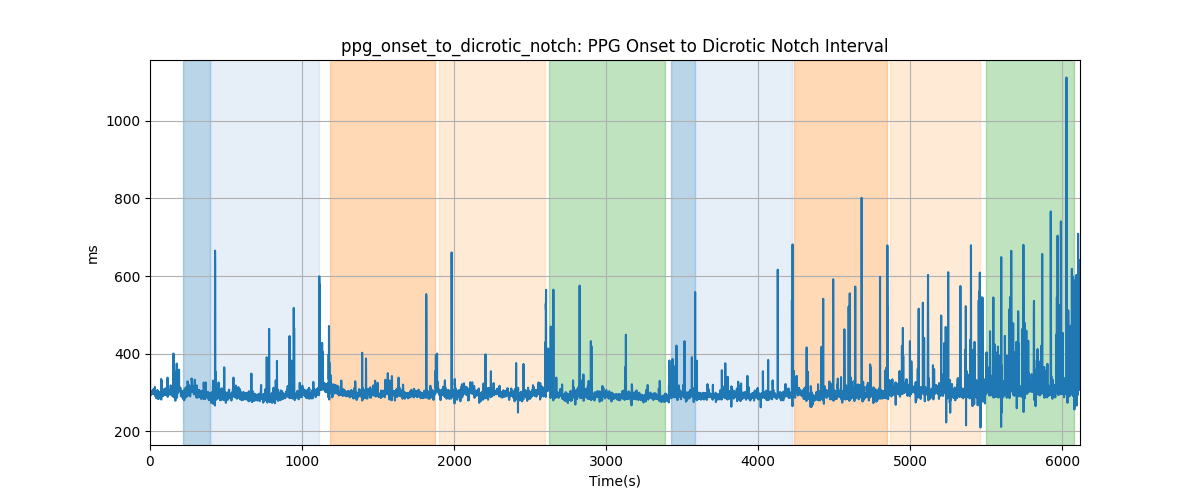 ppg_onset_to_dicrotic_notch: PPG Onset to Dicrotic Notch Interval
1000
800
600
400
200
ms
0 1000 2000 3000 4000 5000 6000
Time(s)